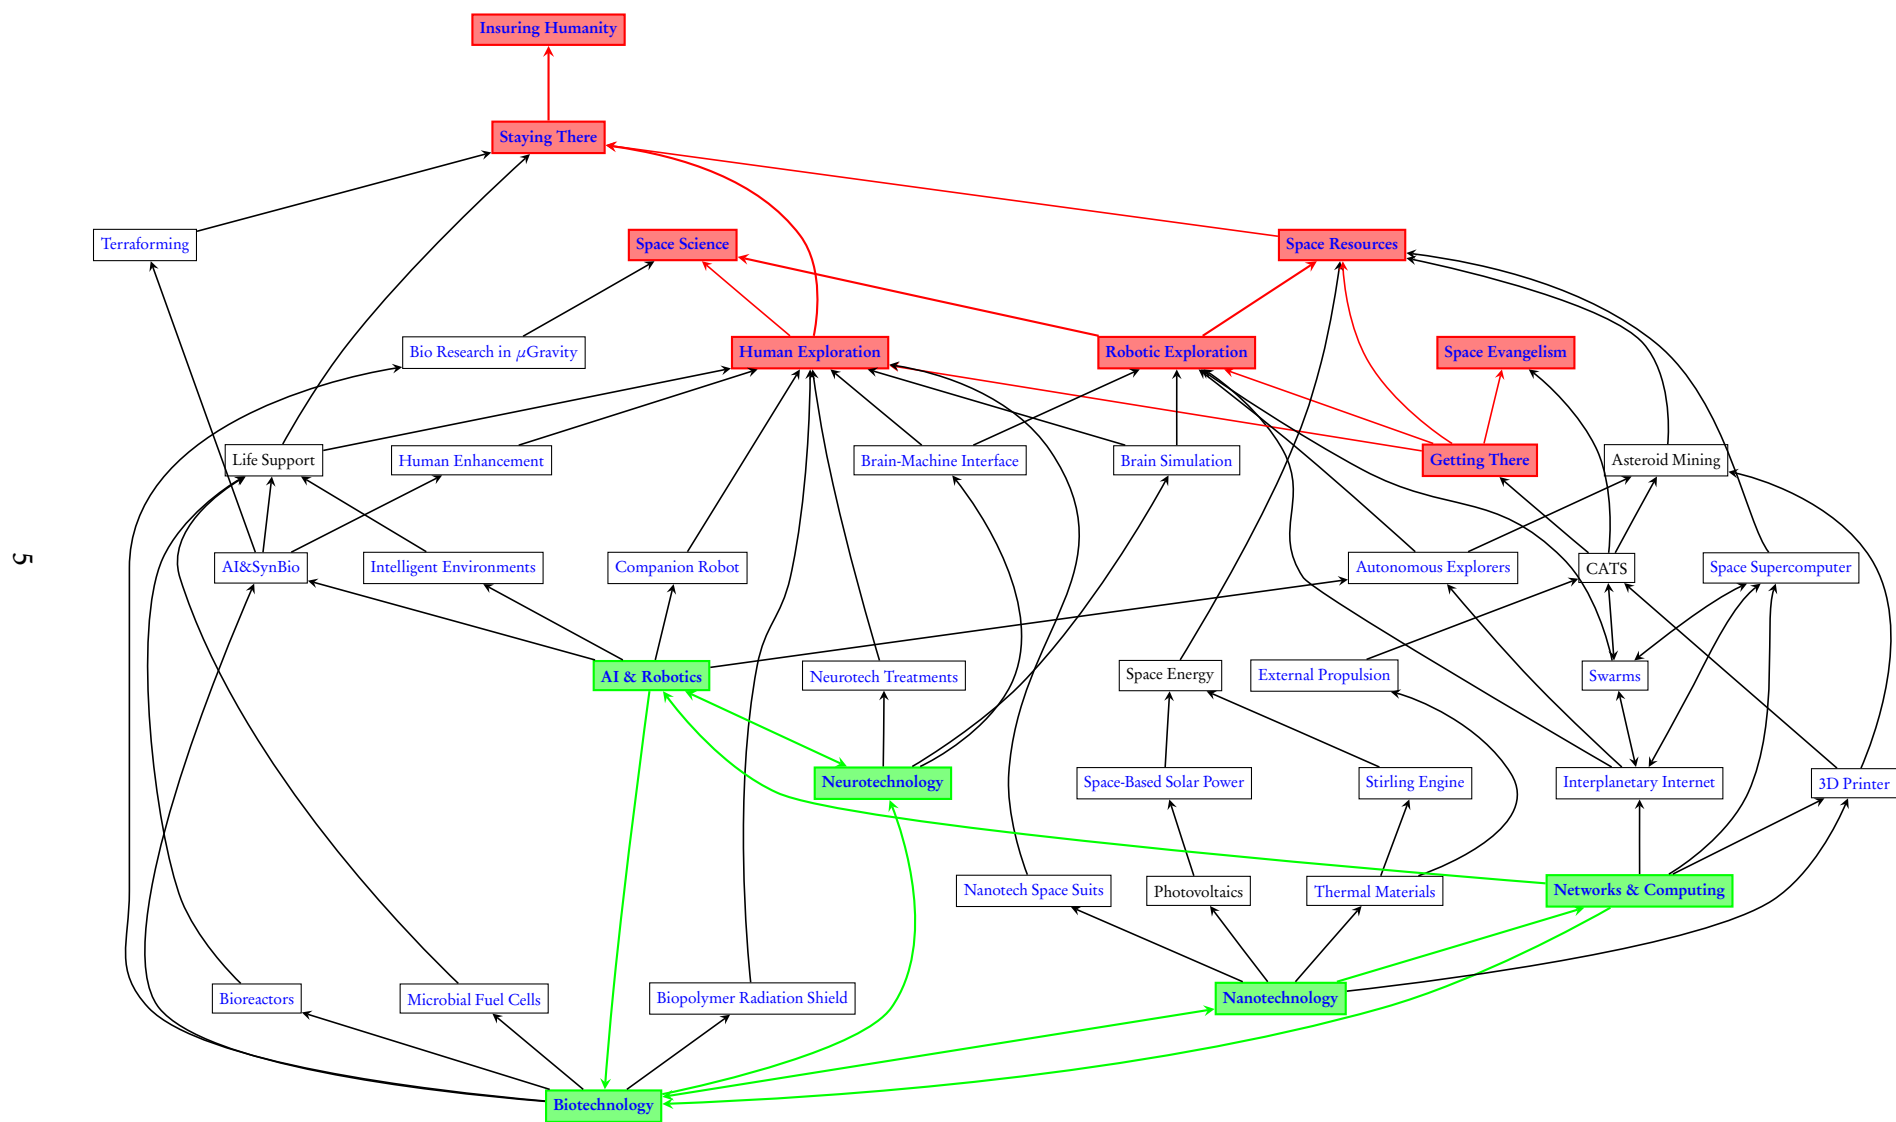 Insuring Humanity
Staying There
Terraforming
Space Science
Space Resources
Bio Research in μGravity
Human Exploration
Robotic Exploration
Space Evangelism
Life Support
Human Enhancement
Brain-Machine Interface
Brain Simulation
Getting There
Asteroid Mining
5
AI&SynBio
Intelligent Environments
Companion Robot
Autonomous Explorers
CATS
Space Supercomputer
AI & Robotics
Neurotech Treatments
Space Energy
External Propulsion
Swarms
Neurotechnology
Space-Based Solar Power
Stirling Engine
Interplanetary Internet
3D Printer
Nanotech Space Suits
Photovoltaics
Thermal Materials
Networks & Computing
Bioreactors
Microbial Fuel Cells
Biopolymer Radiation Shield
Nanotechnology
Biotechnology